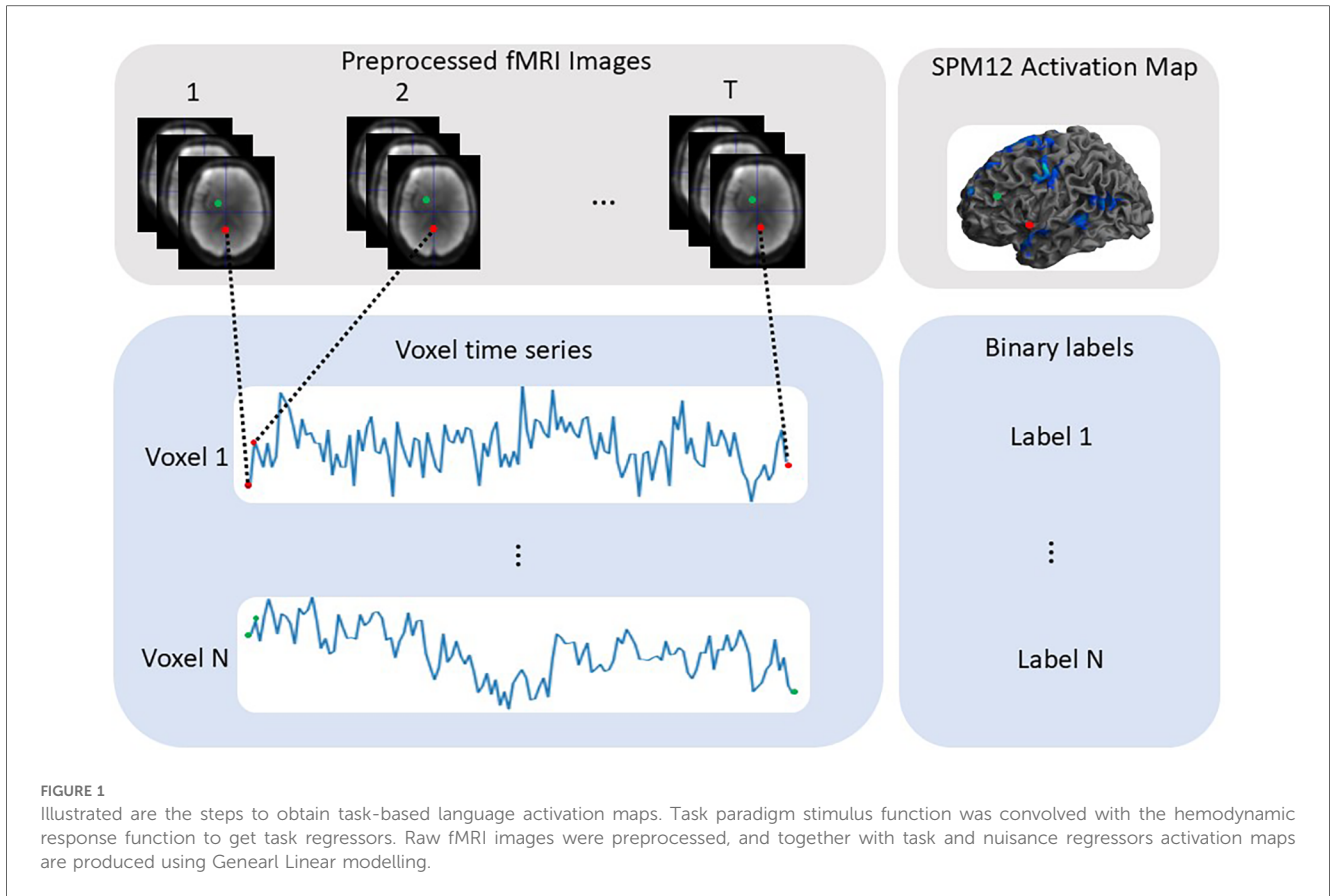 Preprocessed fMRI Images
1 2 T
...
SPM12 Activation Map
Voxel time series
Voxel 1
⋮
Voxel N
Binary labels
Label 1
⋮
Label N
FIGURE 1
Illustrated are the steps to obtain task-based language activation maps. Task paradigm stimulus function was convolved with the hemodynamic
response function to get task regressors. Raw fMRI images were preprocessed, and together with task and nuisance regressors activation maps
are produced using Genearl Linear modelling.